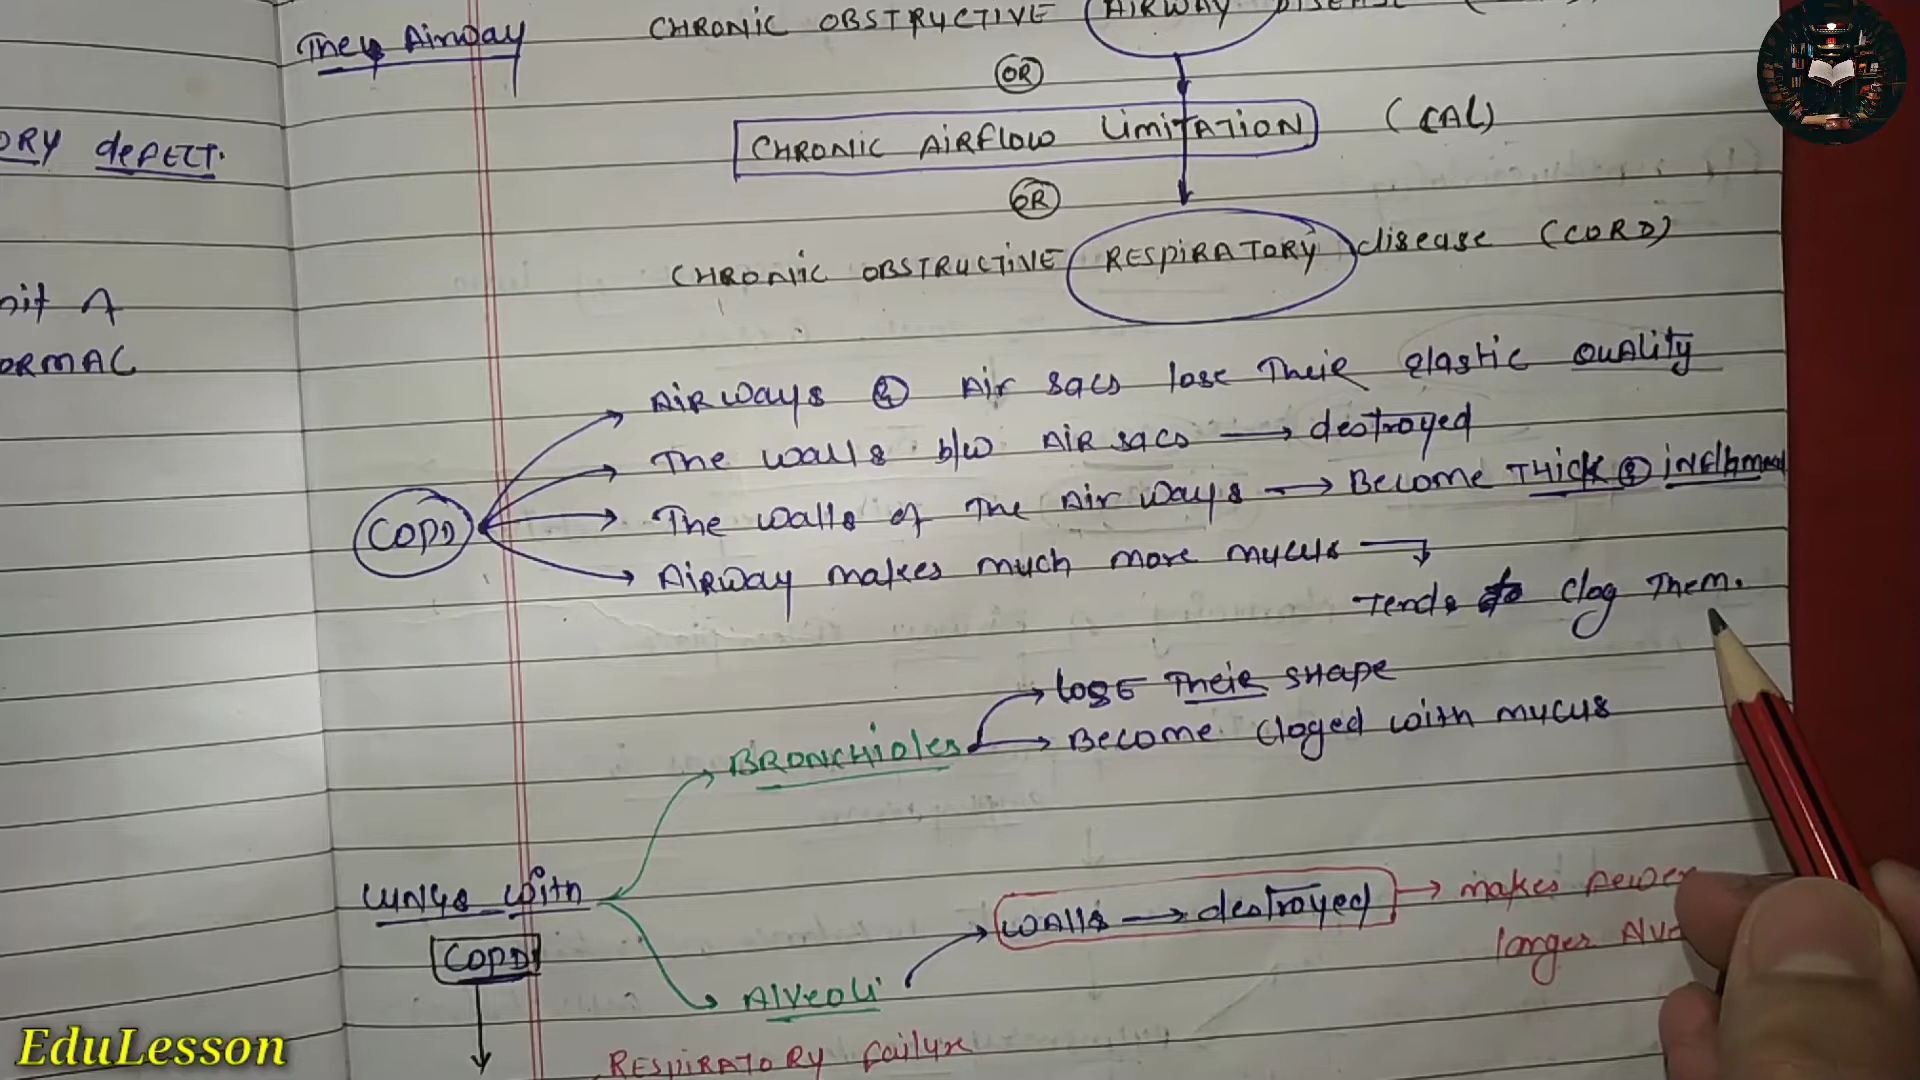 They Airway
CHRONIC OBSTRUCTIVE AIRWAY DISEASE
OR
CHRONIC AIRFLOW LIMITATION (CAL)
ORY DEFECT.
OR
CHRONIC OBSTRUCTIVE RESPIRATORY disease (CORD)
ORMAL
AiRways & Air sacs lose Their elastic QuALity
The walls b/w AiR sacs → destroyed
COPD
The walls of The Air ways → Become THICK &
AiRway makes much more mucus
Tends to Clog Them.
BRONCHioles
lose Their shape
Become Cloged with mucus
LUNGS with
COPD
Alveoli
WAlls → destroyed → makes Fewer
larger
RESPIRATORY failure
EduLesson